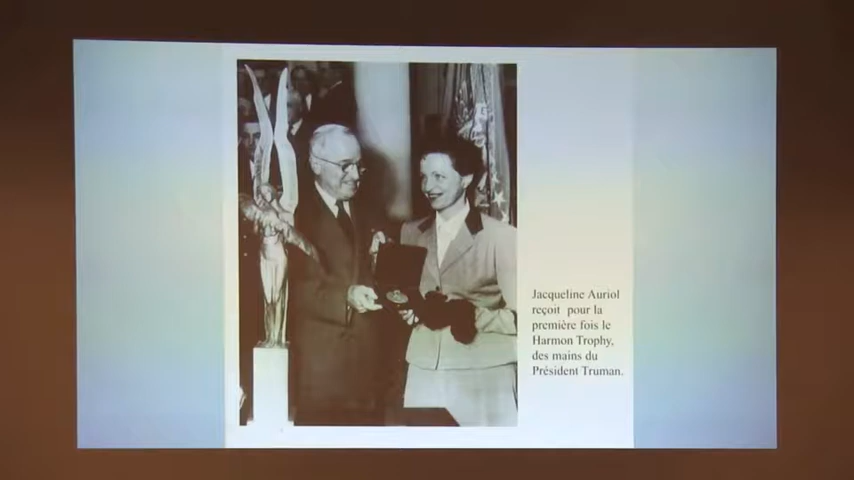 Jacqueline Auriol
reçoit pour la
première fois le
Harmon Trophy,
des mains du
Président Truman.